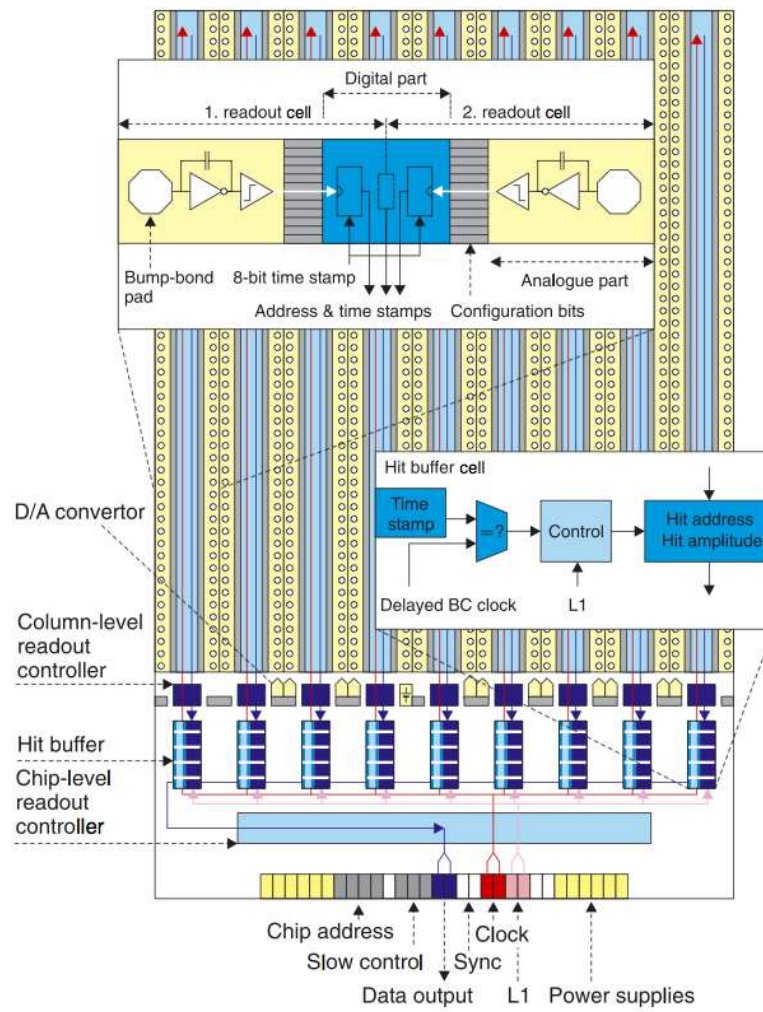 Digital part
1. readout cell
2. readout cell
Bump-bond
pad
8-bit time stamp
Analogue part
Address & time stamps
Configuration bits
Hit buffer cell
Time
stamp
=?
Control
Hit address
Hit amplitude
Delayed BC clock
L1
D/A convertor
Column-level
readout
controller
Hit buffer
Chip-level
readout
controller
Chip address
Clock
Slow control
Sync
Data output
L1
Power supplies